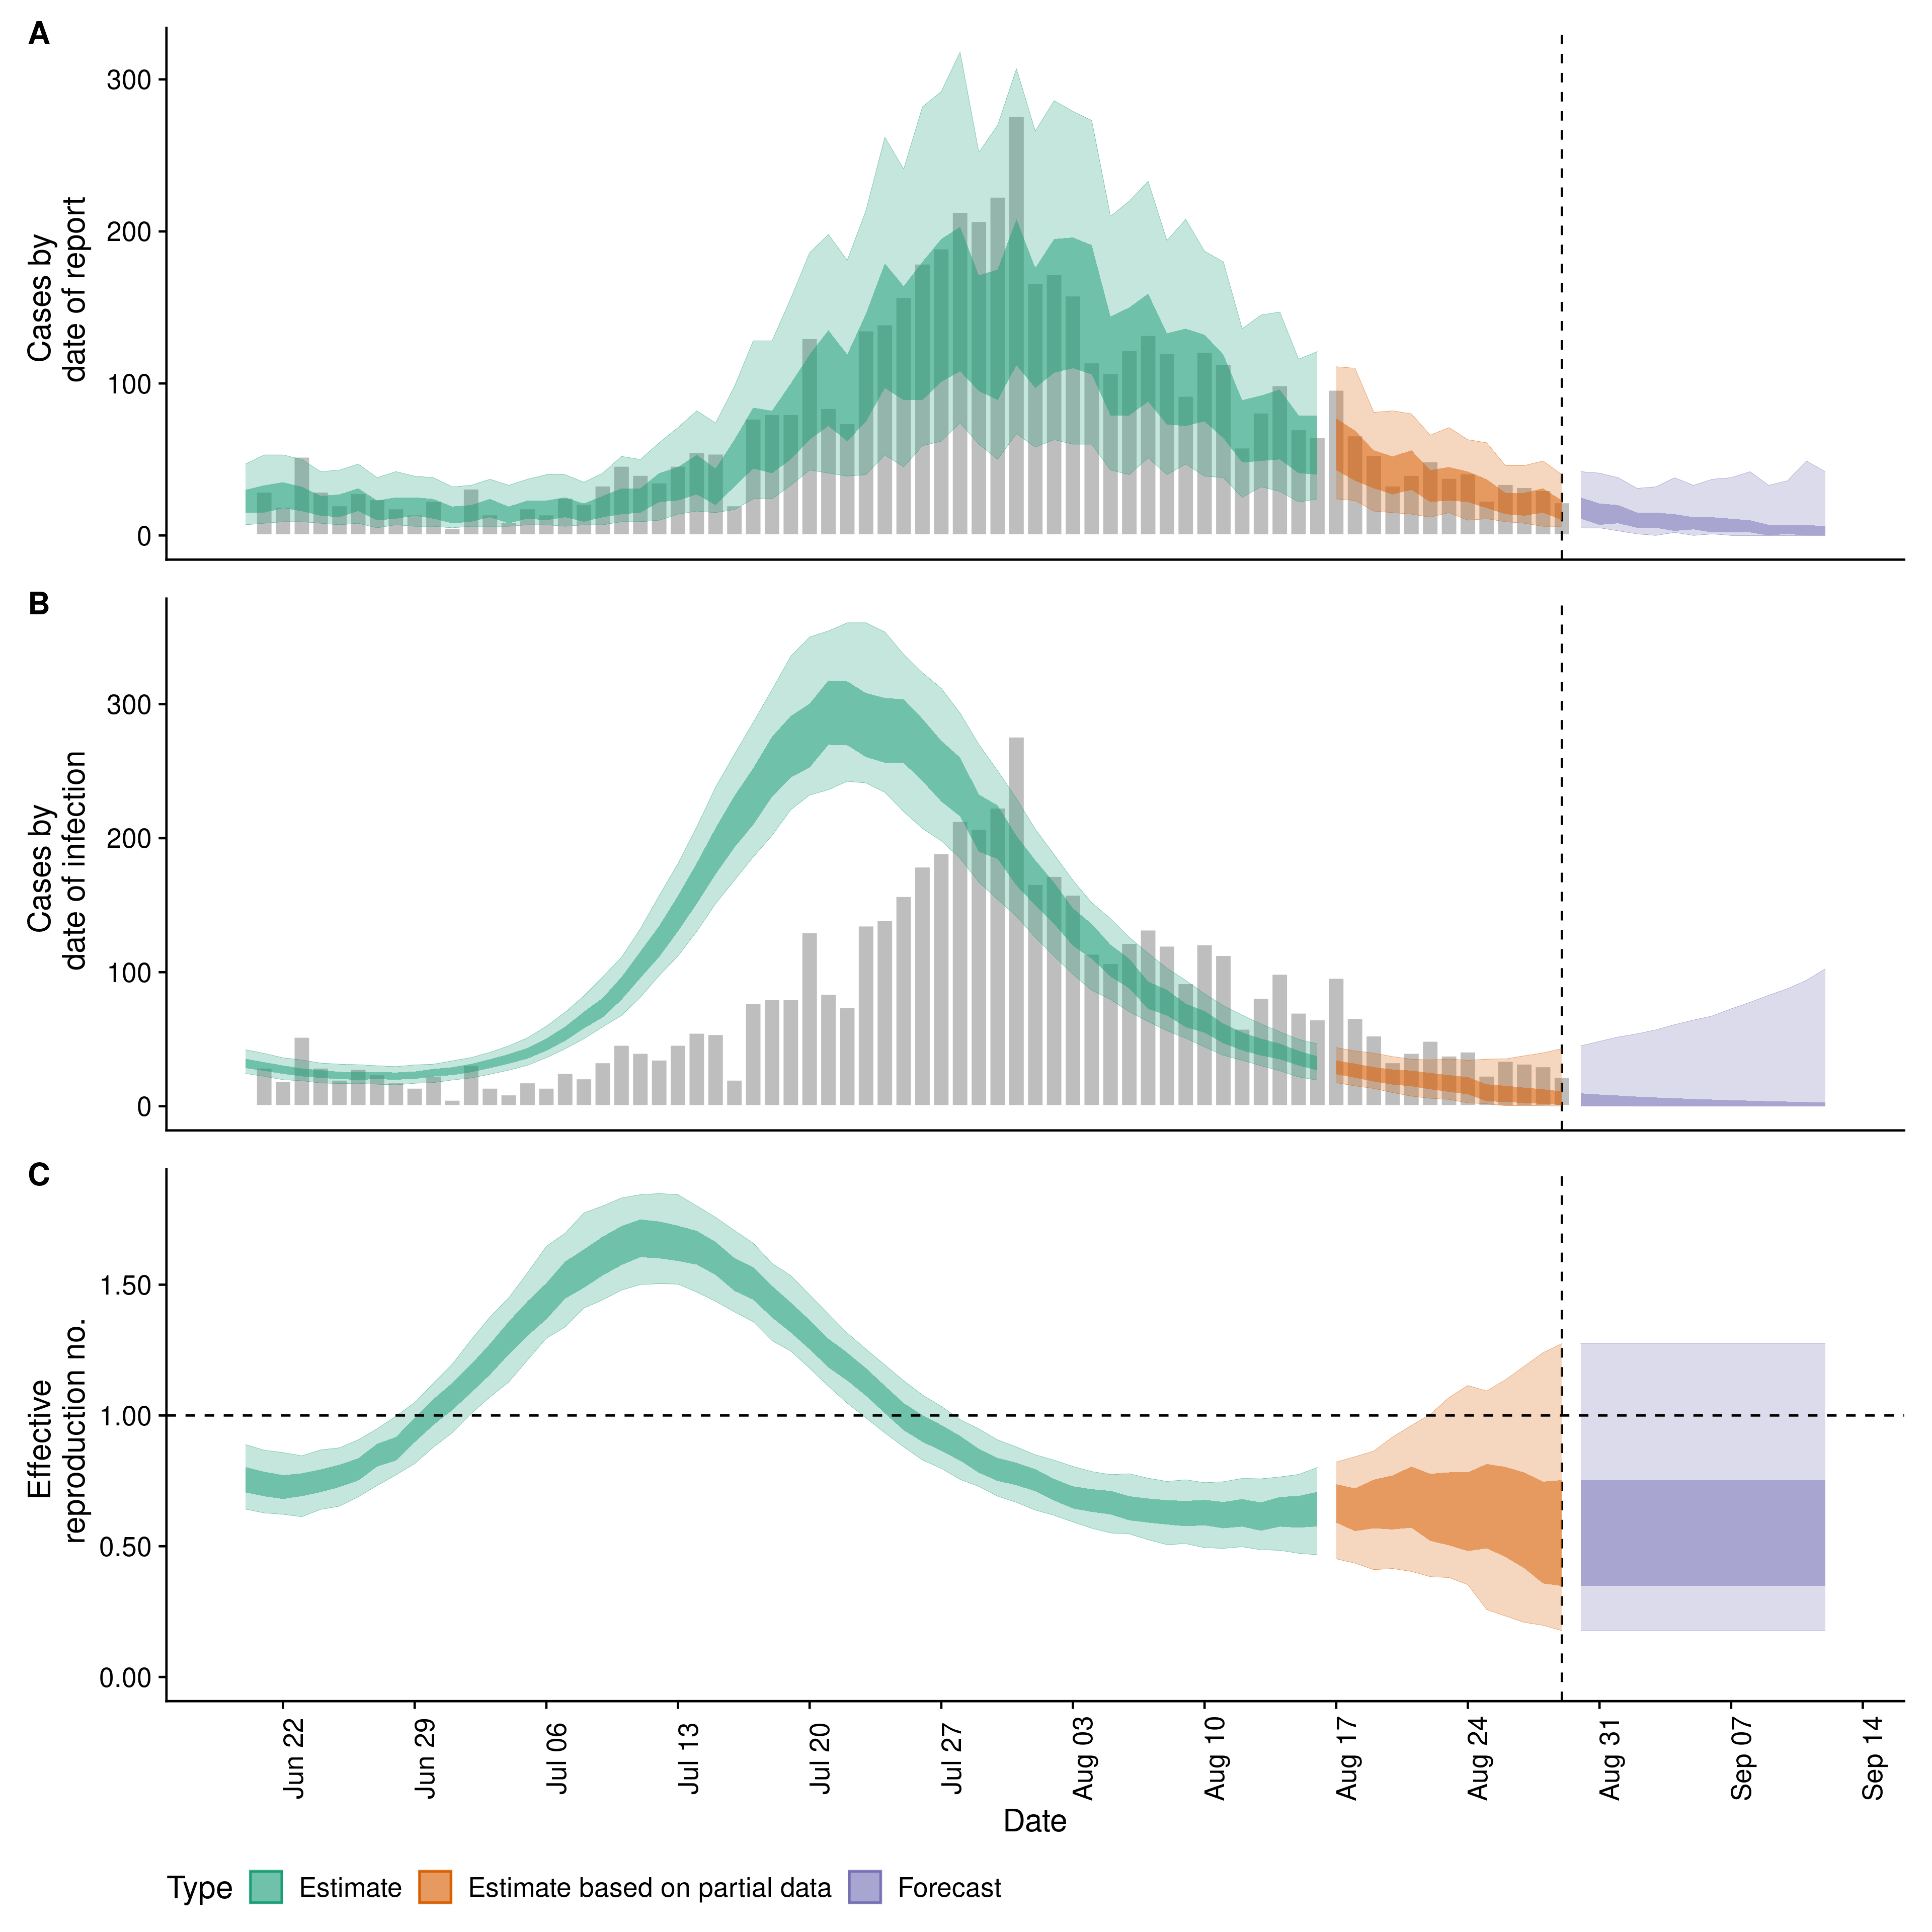 A
Cases by
date of report
300
200
100
0
B
Cases by
date of infection
300
200
100
0
C
Effective
reproduction no.
1.50
1.00
0.50
0.00
Jun 22
Jun 29
Jul 06
Jul 13
Jul 20
Jul 27
Aug 03
Aug 10
Aug 17
Aug 24
Aug 31
Sep 07
Sep 14
Date
Type Estimate Estimate based on partial data Forecast